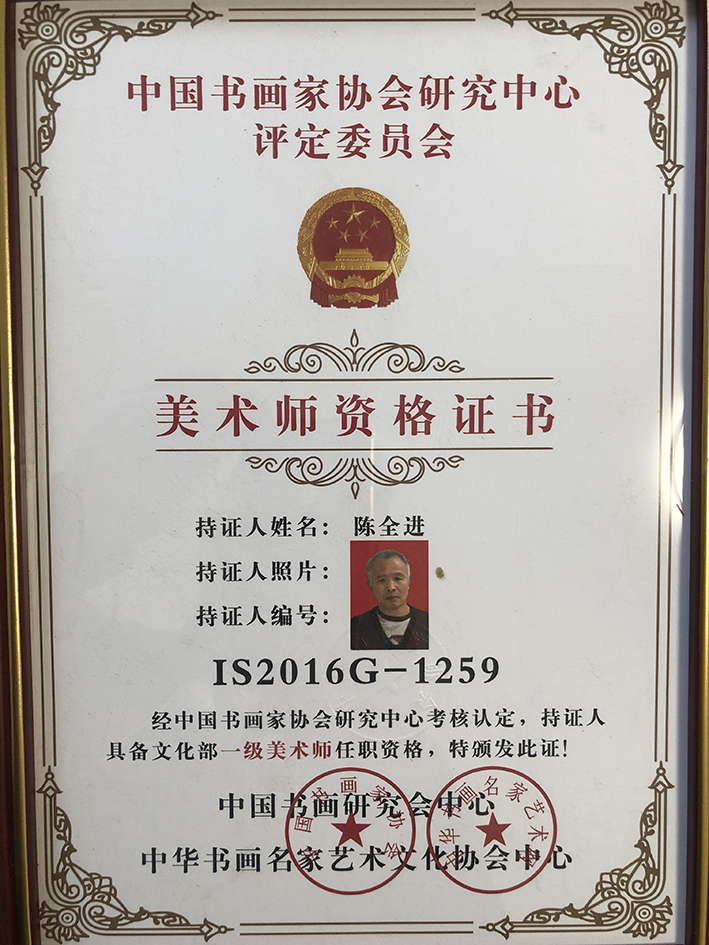 中国书画家协会研究中心
评定委员会
美术师资格证书
持证人姓名： 陈全进
持证人照片：
持证人编号：
IS2016G-1259
经中国书画家协会研究中心考核认定，持证人
具备文化部一级美术师任职资格，特颁发此证！
中国书画研究会中心
中华书画名家艺术文化协会中心